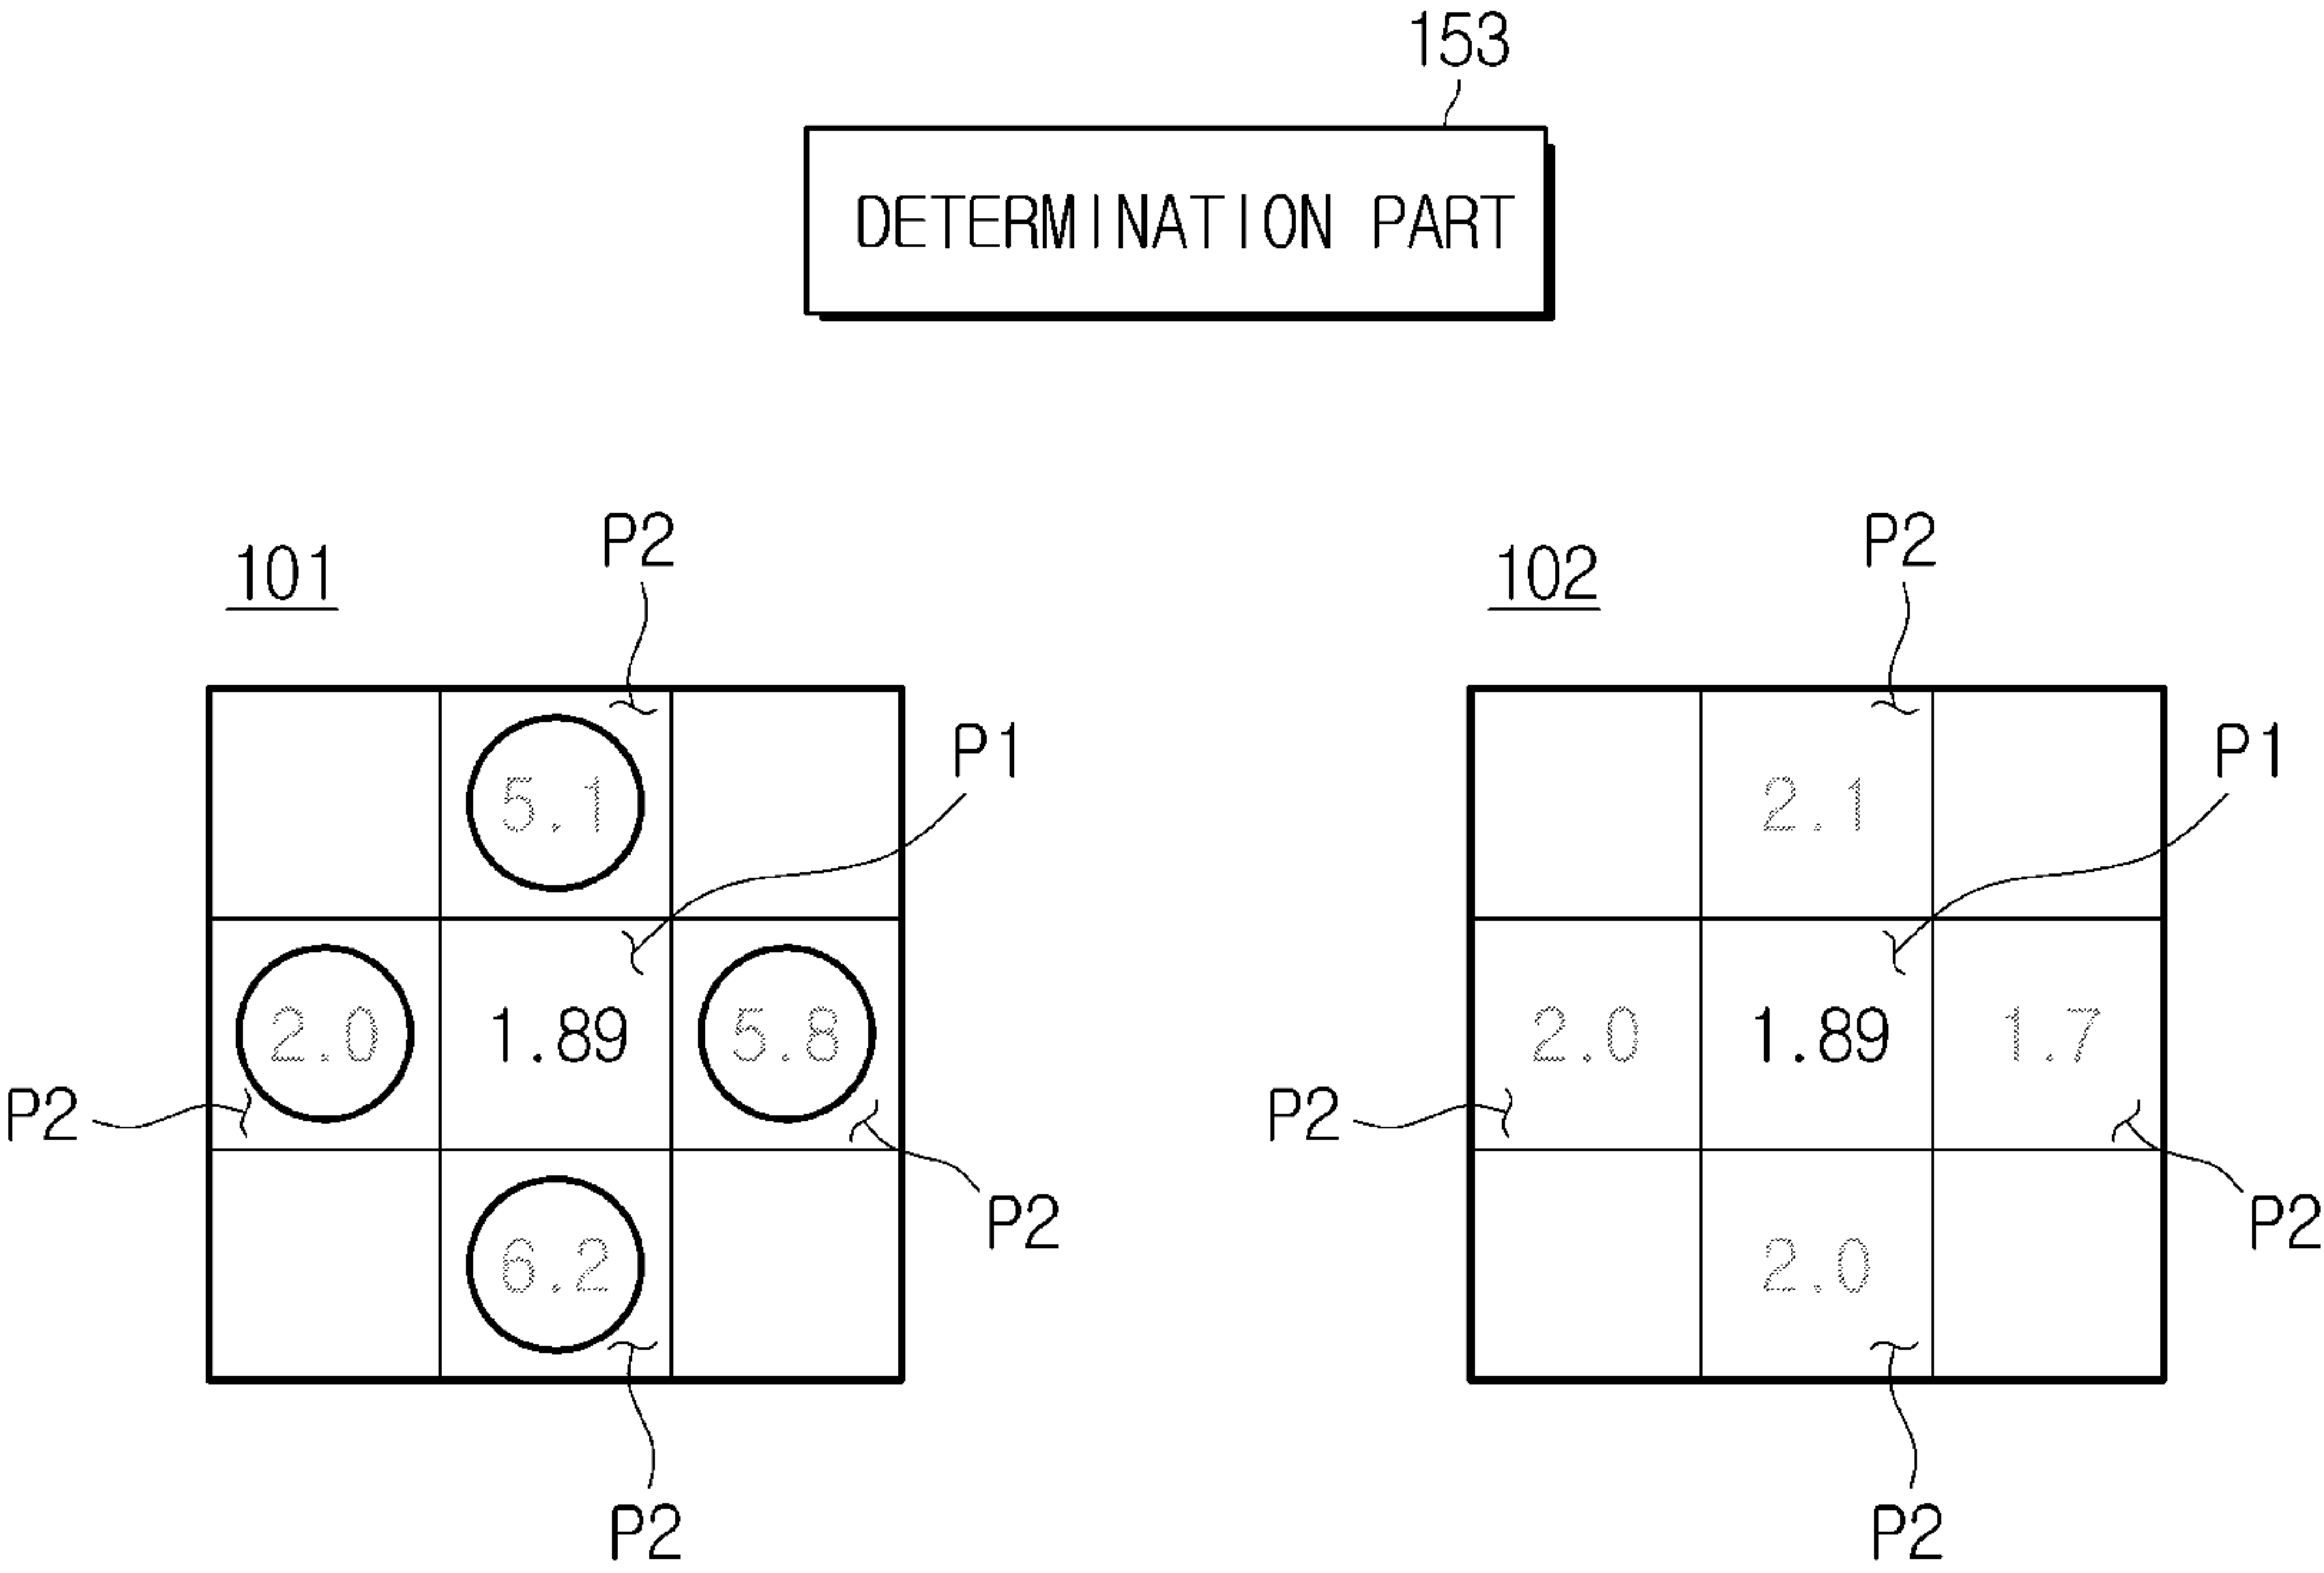 153
DETERMINATION PART
P2 P2
101 102
P1 P1
5.1 2.1
2.0 1.89 5.8 2.0 1.89 1.7
P2 P2
P2 P2
6.2 2.0
P2 P2